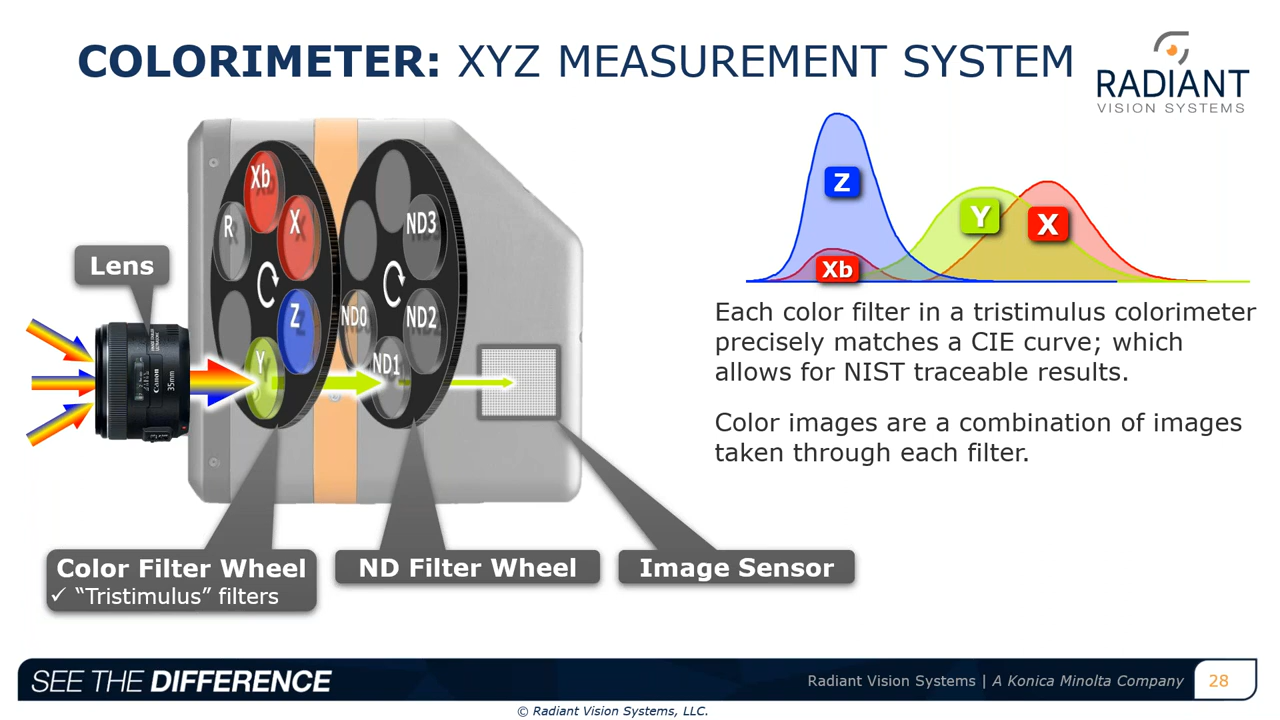 COLORIMETER: XYZ MEASUREMENT SYSTEM
RADIANT
VISION SYSTEMS
Xb
R
X
Z
Y
ND3
ND0
ND2
ND1
Lens
Canon
35mm
Z
Y
X
Xb
Each color filter in a tristimulus colorimeter
precisely matches a CIE curve; which
allows for NIST traceable results.
Color images are a combination of images
taken through each filter.
Color Filter Wheel
✓ “Tristimulus” filters
ND Filter Wheel
Image Sensor
SEE THE DIFFERENCE
Radiant Vision Systems | A Konica Minolta Company
28
© Radiant Vision Systems, LLC.